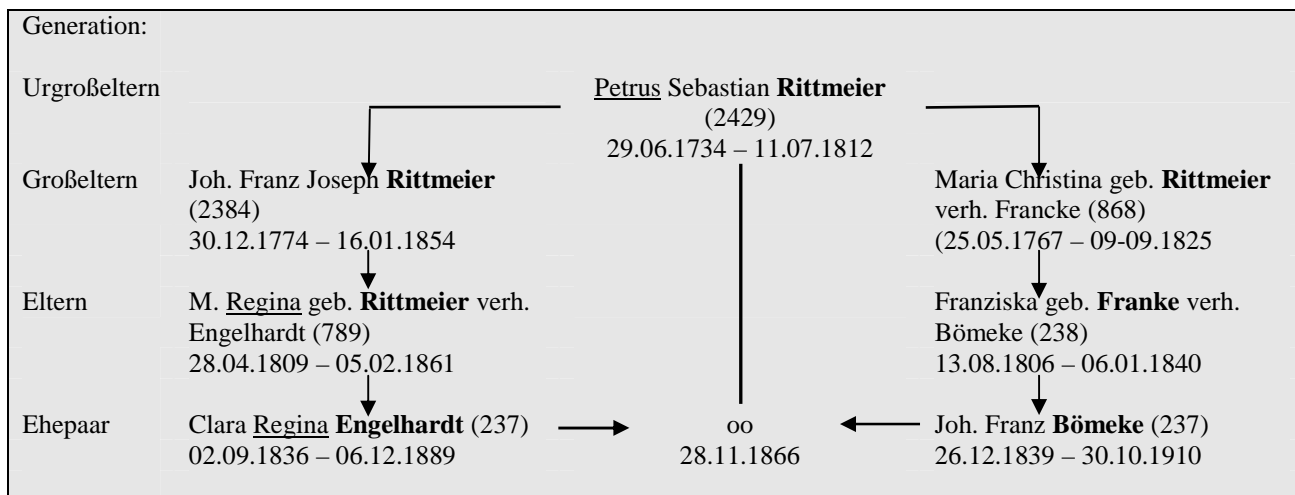 Generation:
Urgroßeltern
Petrus Sebastian Rittmeier
(2429)
29.06.1734 – 11.07.1812
Großeltern
Joh. Franz Joseph Rittmeier
(2384)
30.12.1774 – 16.01.1854
Maria Christina geb. Rittmeier
verh. Francke (868)
(25.05.1767 – 09-09.1825
Eltern
M. Regina geb. Rittmeier verh.
Engelhardt (789)
28.04.1809 – 05.02.1861
Franziska geb. Franke verh.
Bömeke (238)
13.08.1806 – 06.01.1840
Ehepaar
Clara Regina Engelhardt (237)
02.09.1836 – 06.12.1889
oo
28.11.1866
Joh. Franz Bömeke (237)
26.12.1839 – 30.10.1910